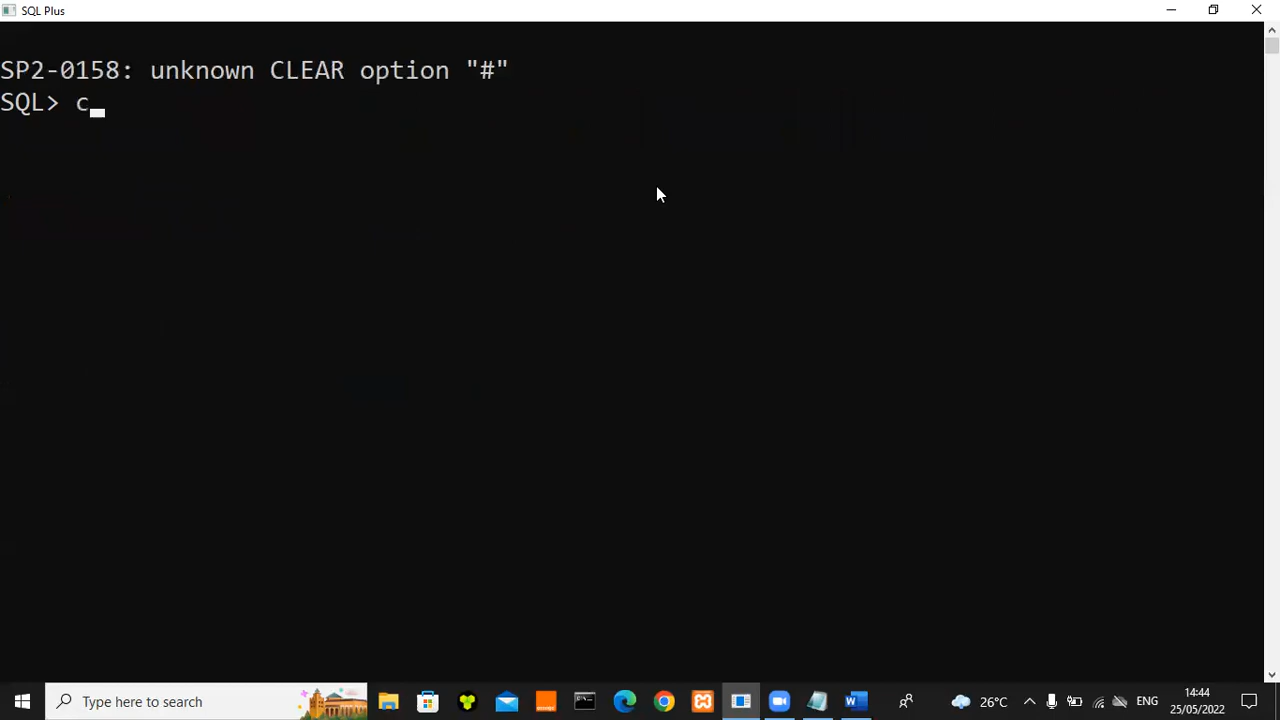 SQL Plus
SP2-0158: unknown CLEAR option "#"
SQL> c
Type here to search
26°C
ENG
14:44
25/05/2022